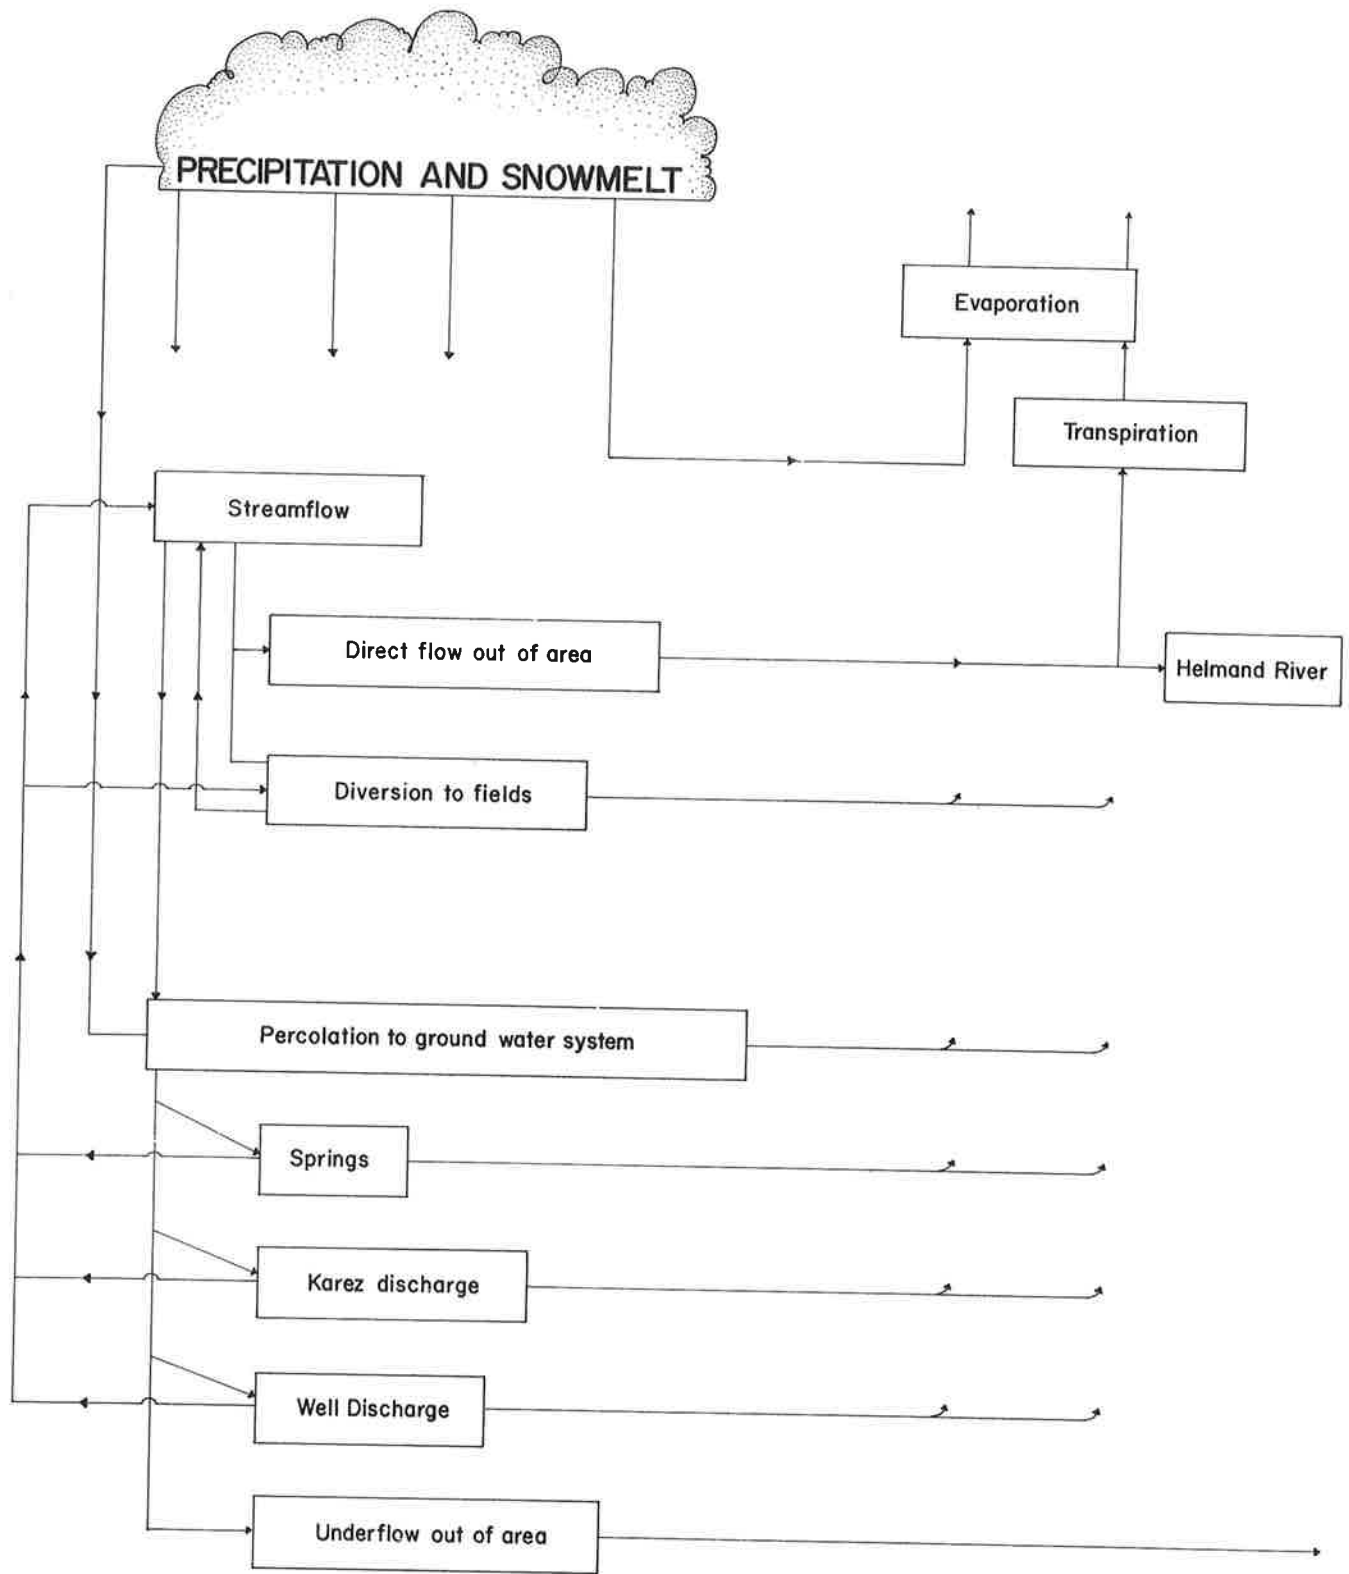 PRECIPITATION AND SNOWMELT
Evaporation
Transpiration
Streamflow
Direct flow out of area
Helmand River
Diversion to fields
Percolation to ground water system
Springs
Karez discharge
Well Discharge
Underflow out of area